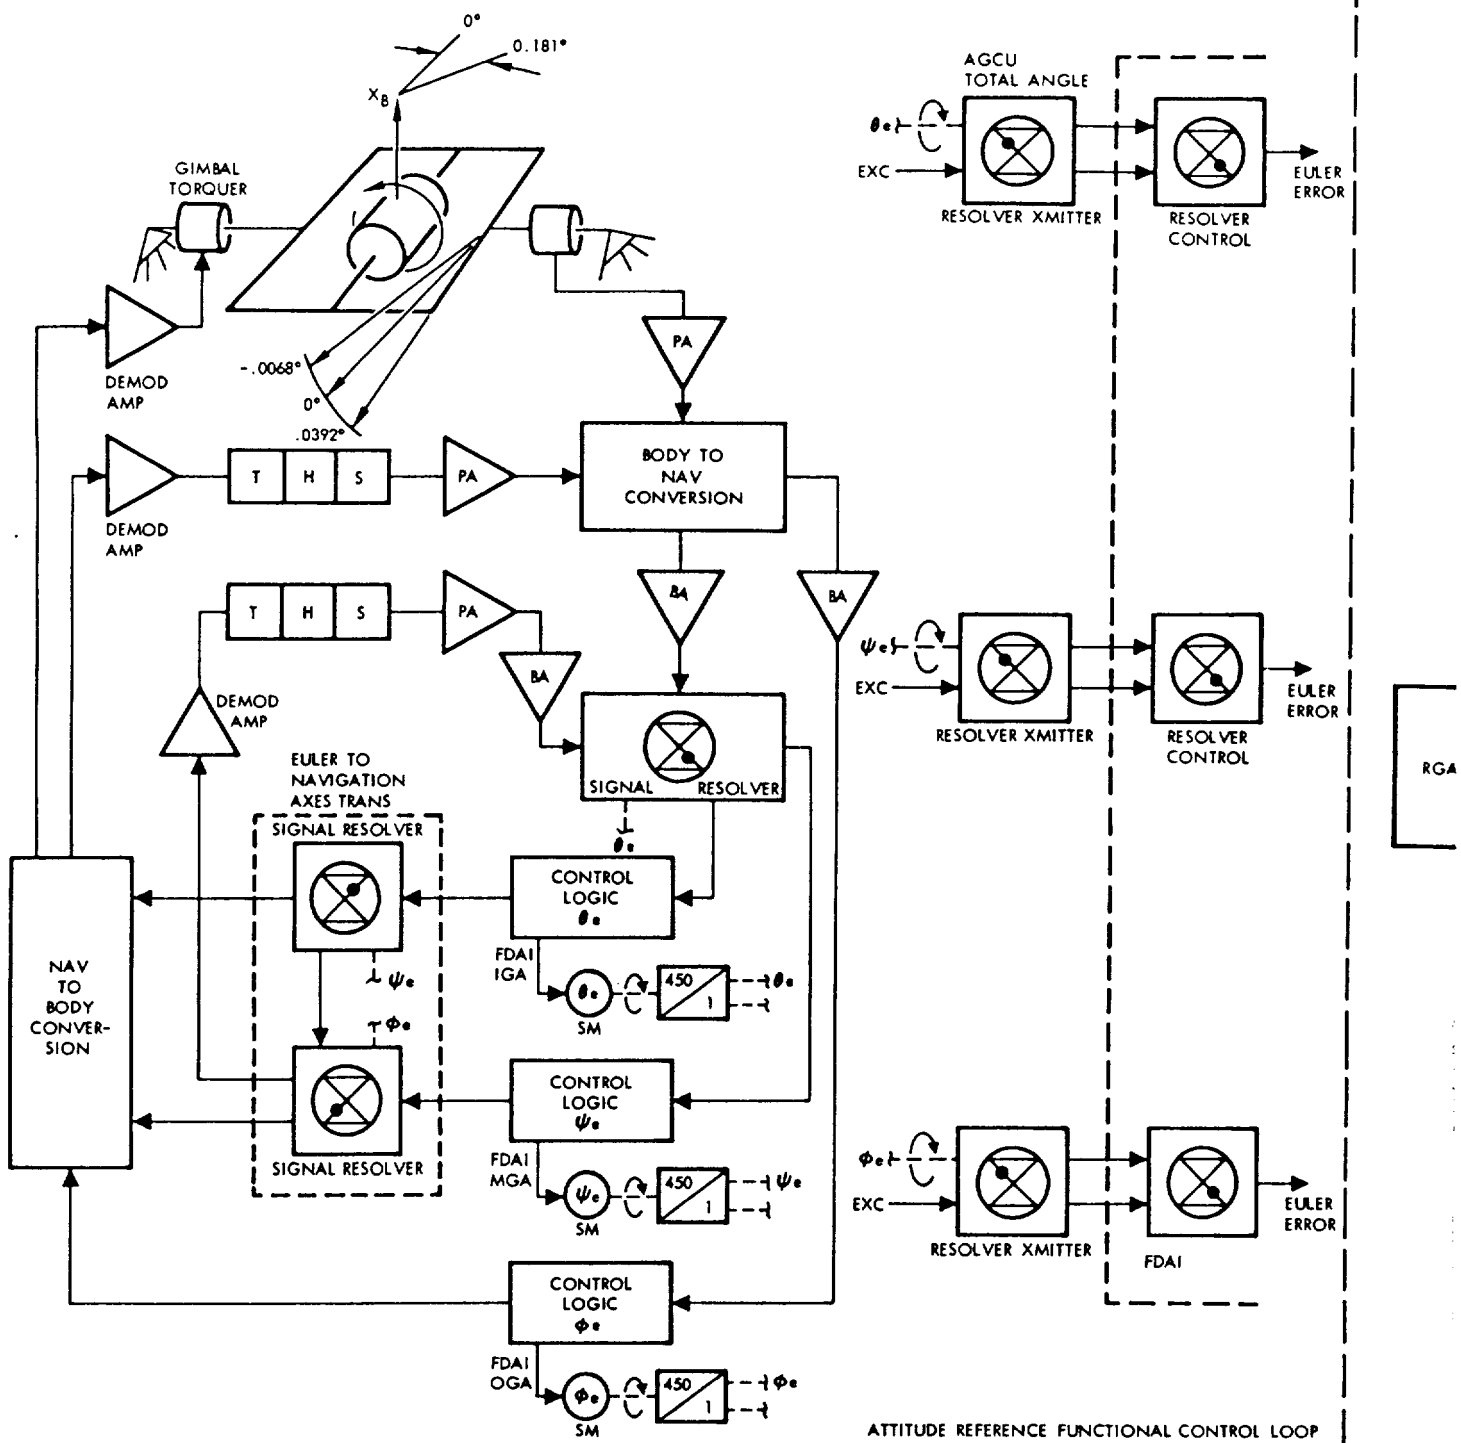 0°
0.181°
X_B
GIMBAL
TORQUER
DEMOD
AMP
-.0068°
0°
.0392°
PA
DEMOD
AMP
T H S
PA
BODY TO
NAV
CONVERSION
T H S
PA
BA
BA
BA
DEMOD
AMP
SIGNAL RESOLVER
θe
EULER TO
NAVIGATION
AXES TRANS
SIGNAL RESOLVER
ψe
φe
SIGNAL RESOLVER
NAV
TO
BODY
CONVER-
SION
CONTROL
LOGIC
θe
FDAI
IGA
θe
SM
450
1
θe
CONTROL
LOGIC
ψe
FDAI
MGA
ψe
SM
450
1
ψe
CONTROL
LOGIC
φe
FDAI
OGA
φe
SM
450
1
φe
AGCU
TOTAL ANGLE
θe
EXC
RESOLVER XMITTER
RESOLVER
CONTROL
EULER
ERROR
ψe
EXC
RESOLVER XMITTER
RESOLVER
CONTROL
EULER
ERROR
RGA
φe
EXC
RESOLVER XMITTER
FDAI
EULER
ERROR
ATTITUDE REFERENCE FUNCTIONAL CONTROL LOOP